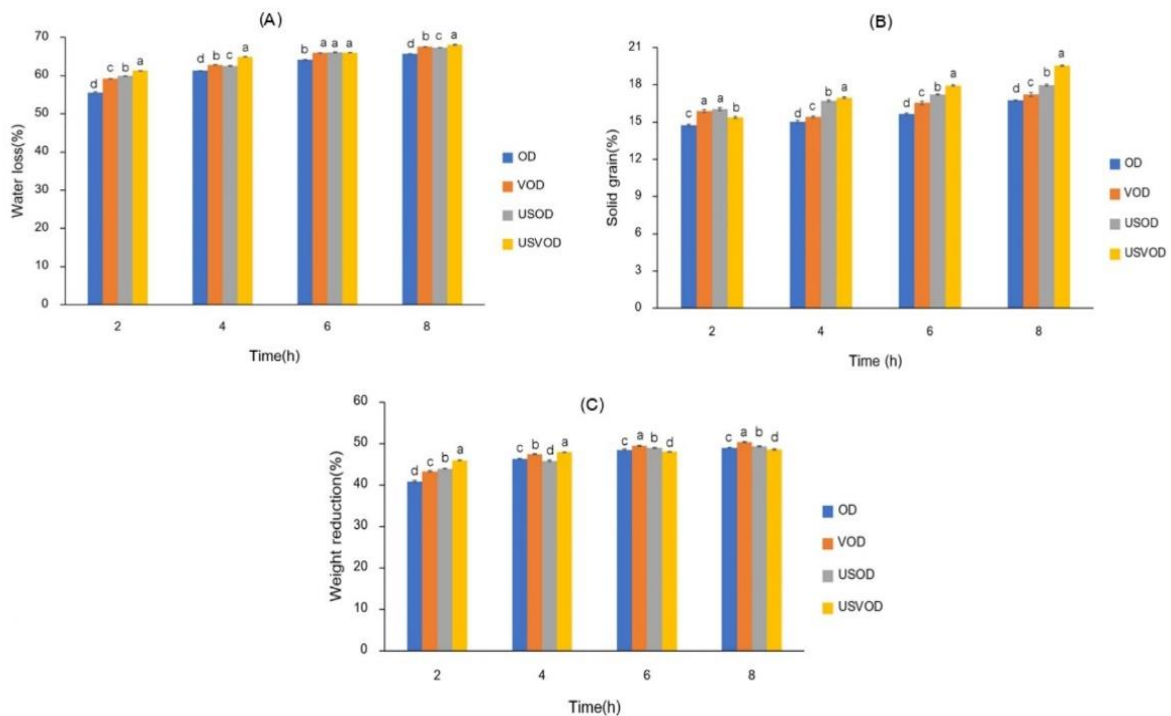 (A)
70
60
50
40
30
20
10
0
Water loss(%)
d c b a
d b c a
b a a a
d b c a
2 4 6 8
Time(h)
OD
VOD
USOD
USVOD
(B)
21
18
15
12
9
6
3
0
Solid grain(%)
c a a b
d c b a
d c b a
d c b a
2 4 6 8
Time (h)
OD
VOD
USOD
USVOD
(C)
60
50
40
30
20
10
0
Weight reduction(%)
d c b a
c b d a
c a b d
c a b d
2 4 6 8
Time(h)
OD
VOD
USOD
USVOD